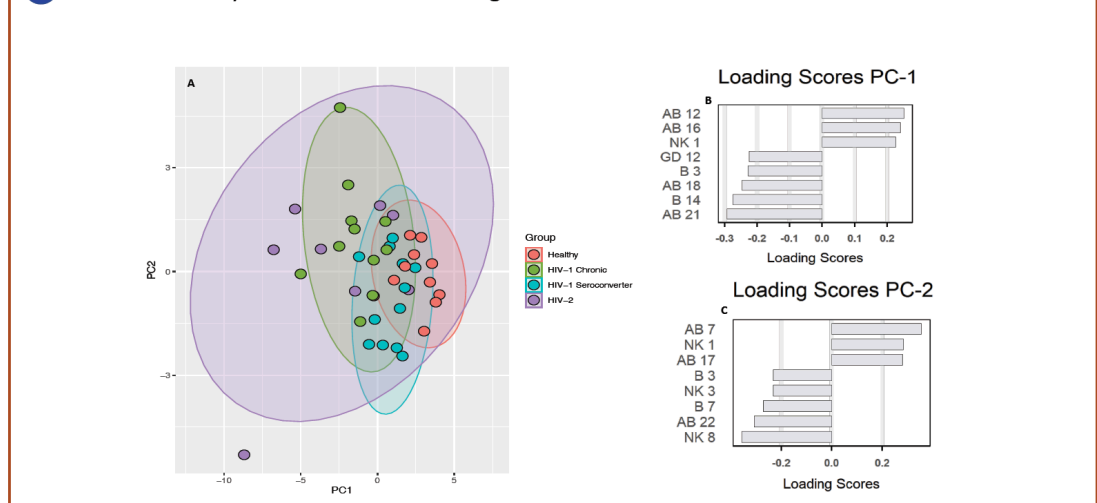 A
3
0
−3
−10
−5
0
5
PC1
PC2
Group
Healthy
HIV−1 Chronic
HIV−1 Seroconverter
HIV−2
Loading Scores PC-1
B
AB 12
AB 16
NK 1
GD 12
B 3
AB 18
B 14
AB 21
-0.3 -0.2 -0.1 0.0 0.1 0.2
Loading Scores
Loading Scores PC-2
C
AB 7
NK 1
AB 17
B 3
NK 3
B 7
AB 22
NK 8
-0.2 0.0 0.2
Loading Scores